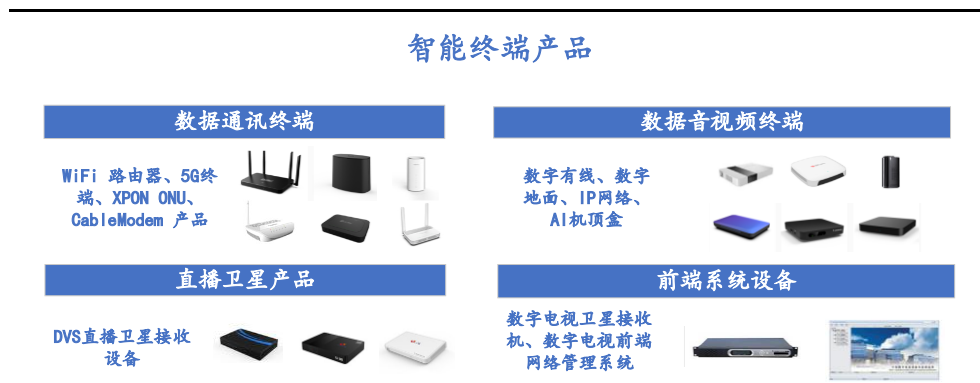 智能终端产品
数据通讯终端
WiFi 路由器、5G终
端、XPON ONU、
CableModem 产品
数据音视频终端
数字有线、数字
地面、IP网络、
AI机顶盒
直播卫星产品
DVS直播卫星接收
设备
前端系统设备
数字电视卫星接收
机、数字电视前端
网络管理系统